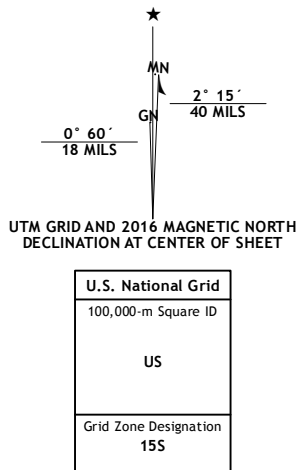 ★
MN
GN
2° 15´
40 MILS
0° 60´
18 MILS
UTM GRID AND 2016 MAGNETIC NORTH
DECLINATION AT CENTER OF SHEET
U.S. National Grid
100,000-m Square ID
US
Grid Zone Designation
15S